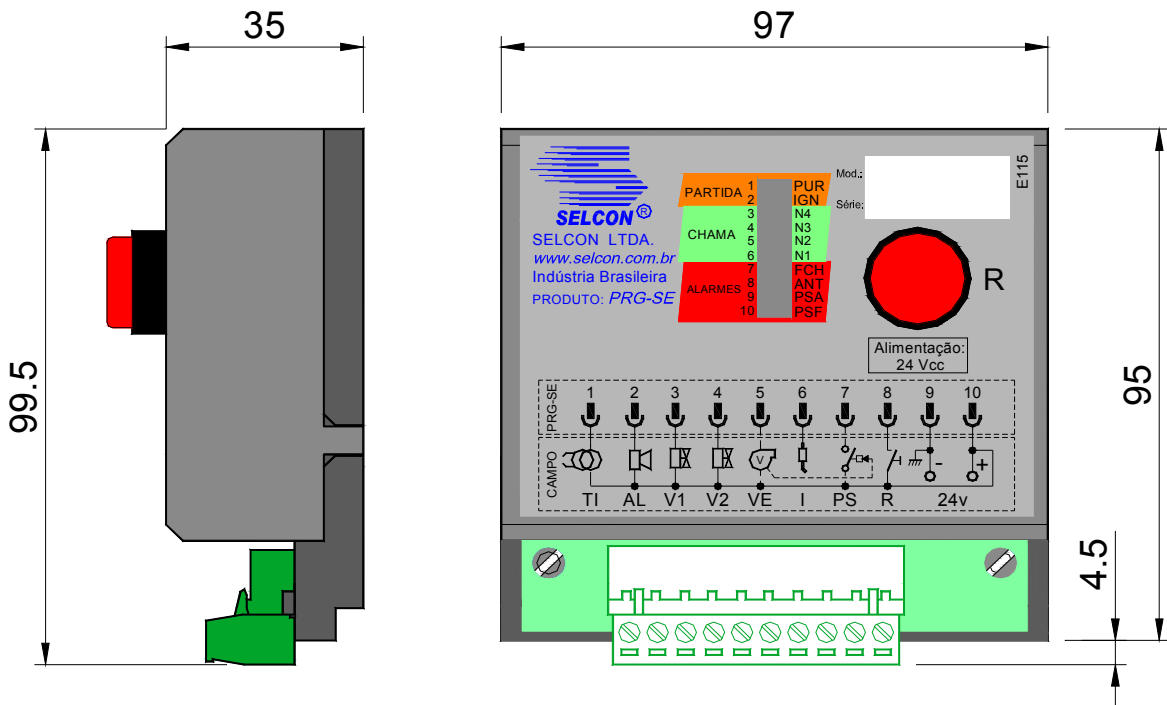 35
97
99.5
95
4.5
SELCON ®
SELCON LTDA.
www.selcon.com.br
Indústria Brasileira
PRODUTO: PRG-SE
PARTIDA 1 PUR
2 IGN
CHAMA 3 N4
4 N3
5 N2
6 N1
ALARMES 7 FCH
8 ANT
9 PSA
10 PSF
Mod.:
Série:
E115
R
Alimentação:
24 Vcc
PRG-SE
1 2 3 4 5 6 7 8 9 10
CAMPO
V
- +
TI AL V1 V2 VE I PS R 24v